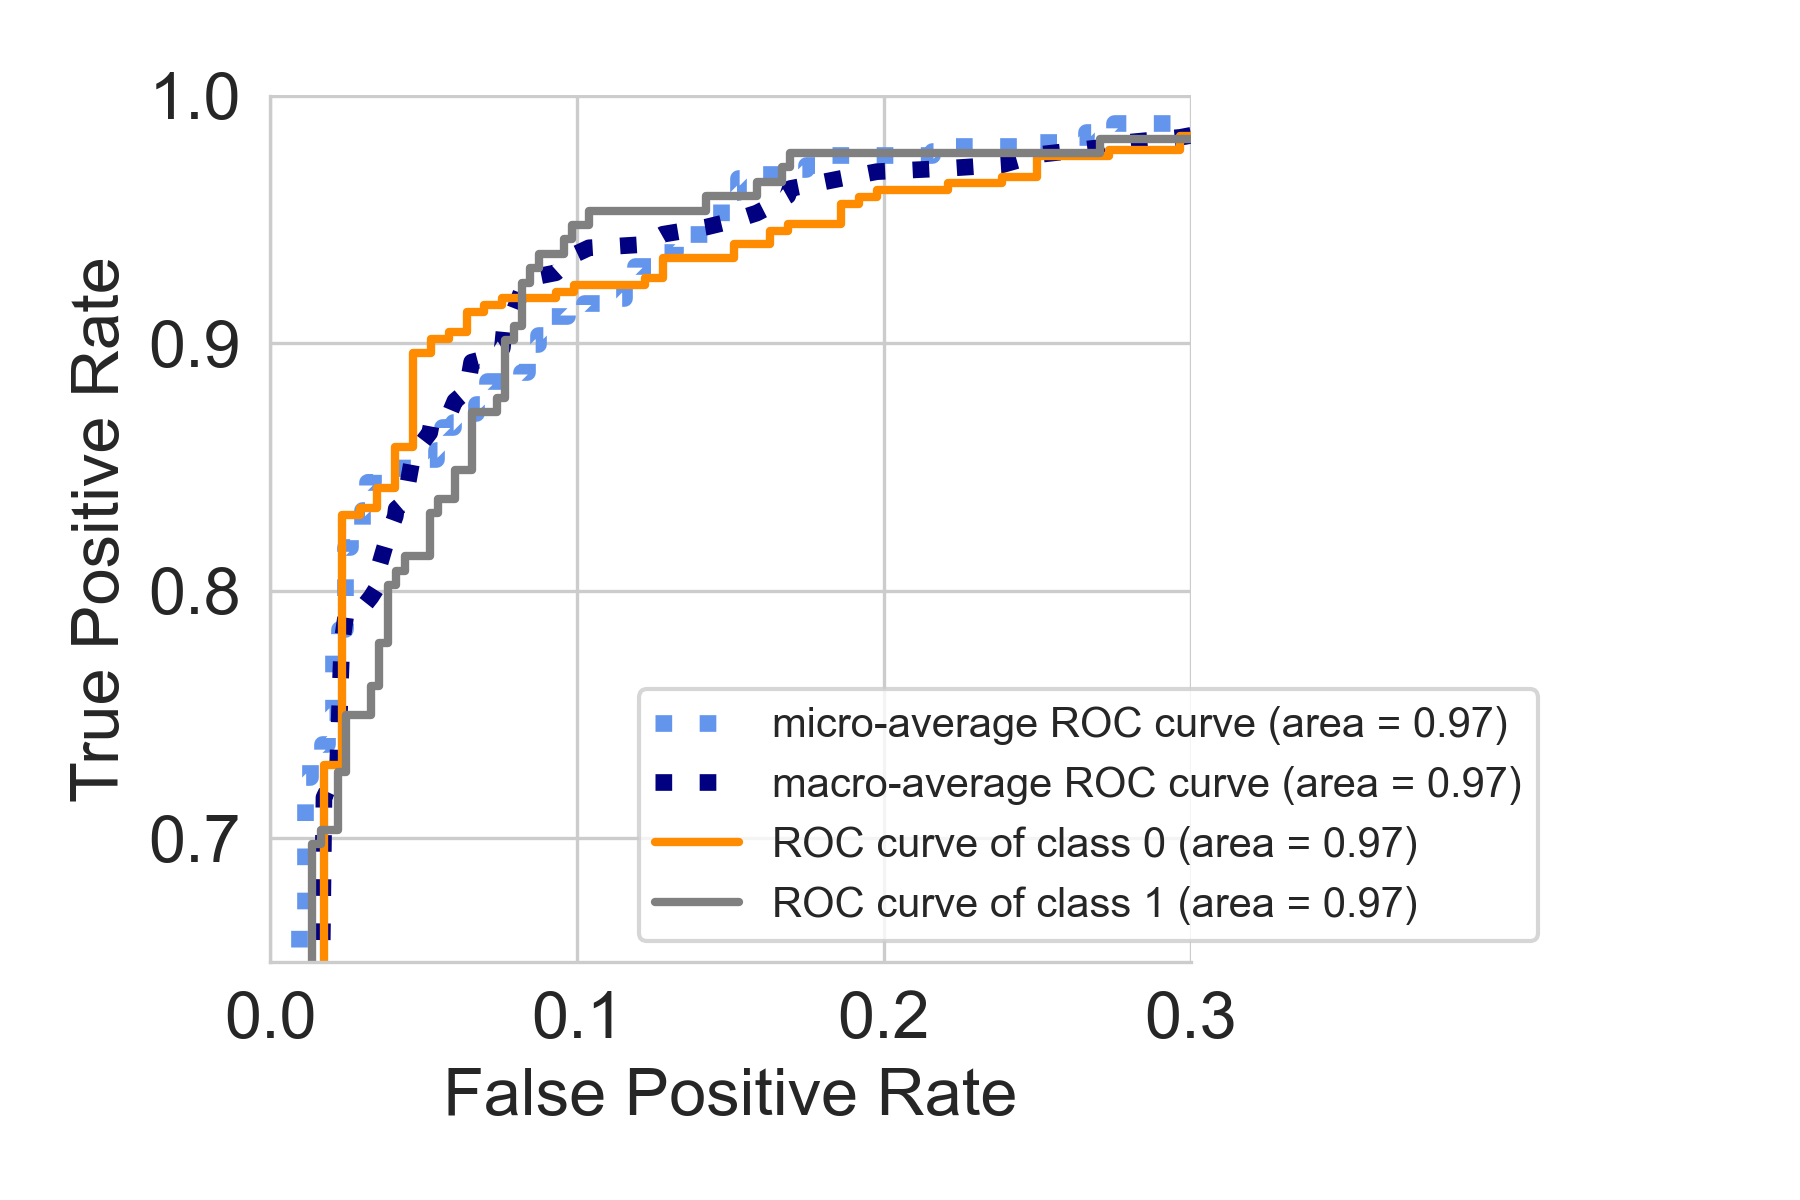 1.0
0.9
0.8
0.7
True Positive Rate
micro-average ROC curve (area = 0.97)
macro-average ROC curve (area = 0.97)
ROC curve of class 0 (area = 0.97)
ROC curve of class 1 (area = 0.97)
0.0 0.1 0.2 0.3
False Positive Rate